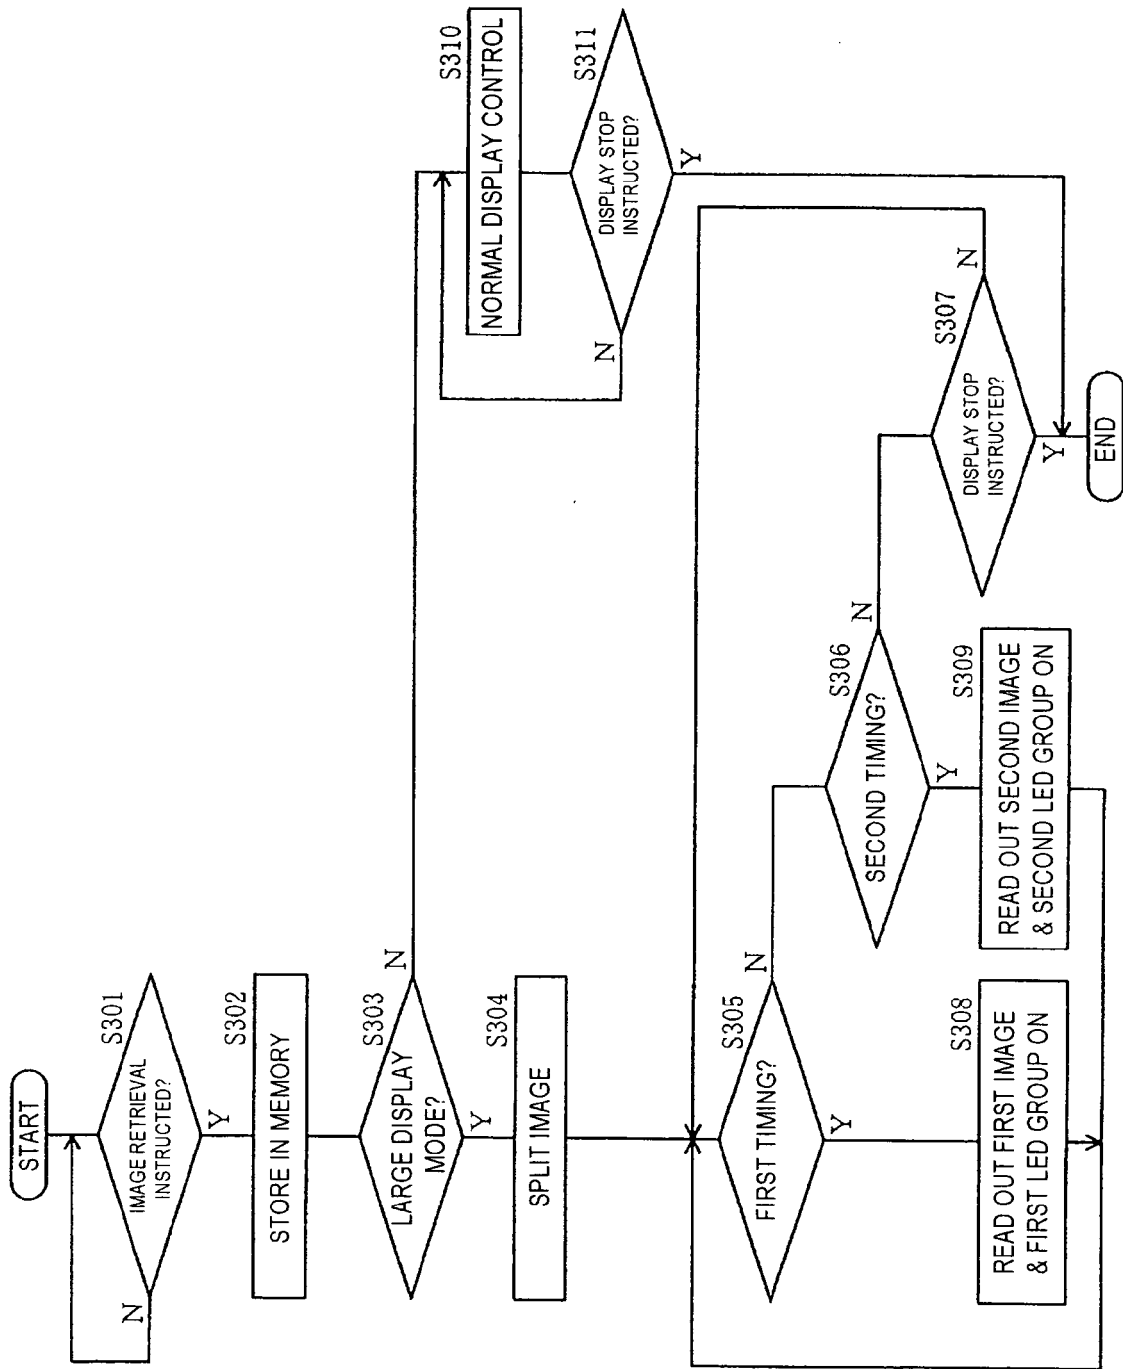 START
S301
IMAGE RETRIEVAL
INSTRUCTED?
N
Y
S302
STORE IN MEMORY
S303
LARGE DISPLAY
MODE?
N
Y
S304
SPLIT IMAGE
S305
FIRST TIMING?
N
Y
S308
READ OUT FIRST IMAGE
& FIRST LED GROUP ON
S306
SECOND TIMING?
N
Y
S309
READ OUT SECOND IMAGE
& SECOND LED GROUP ON
S307
DISPLAY STOP
INSTRUCTED?
N
Y
S310
NORMAL DISPLAY CONTROL
S311
DISPLAY STOP
INSTRUCTED?
N
Y
END